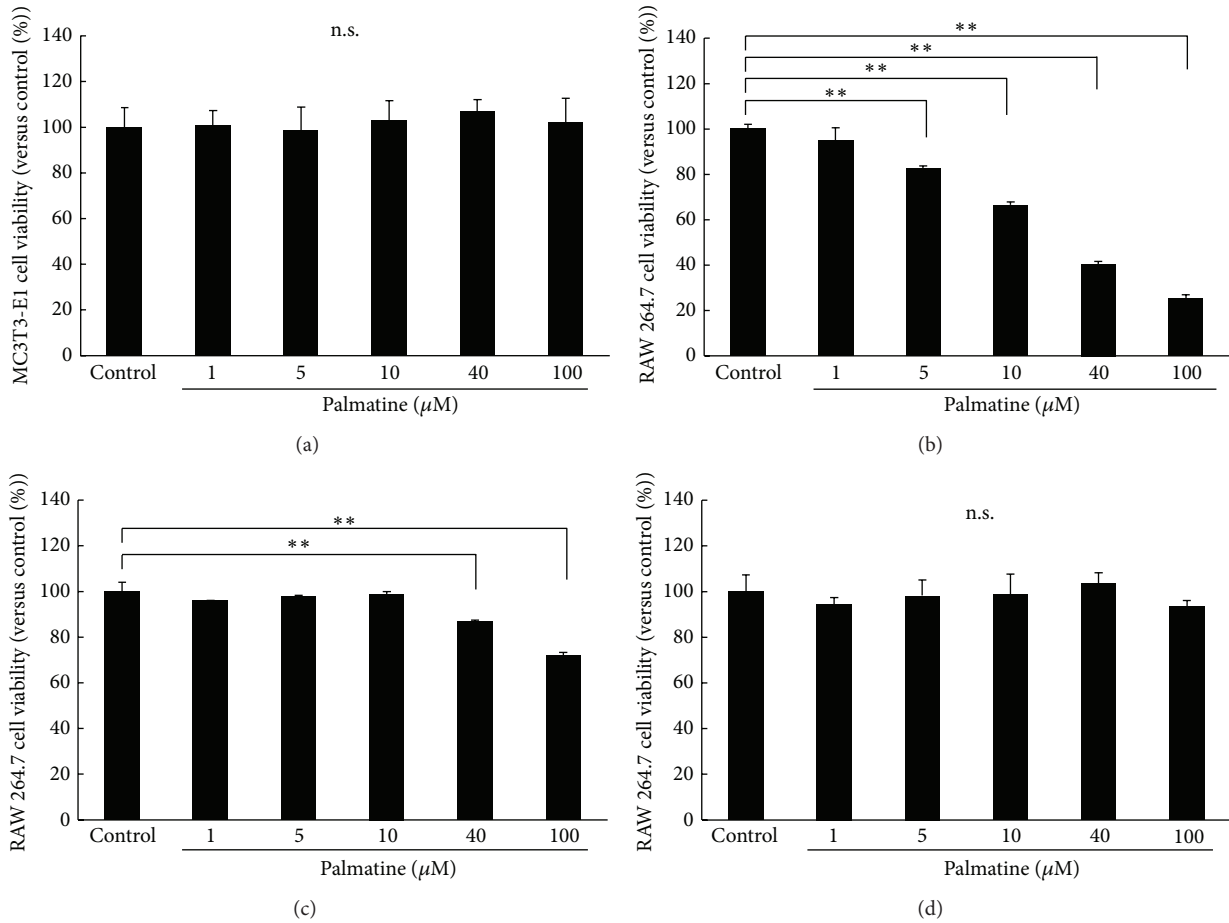 MC3T3-E1 cell viability (versus control (%))
140
120
100
80
60
40
20
0
n.s.
Control 1 5 10 40 100
Palmatine (μM)
(a)
RAW 264.7 cell viability (versus control (%))
140
120
100
80
60
40
20
0
**
**
**
**
Control 1 5 10 40 100
Palmatine (μM)
(b)
RAW 264.7 cell viability (versus control (%))
140
120
100
80
60
40
20
0
**
**
Control 1 5 10 40 100
Palmatine (μM)
(c)
RAW 264.7 cell viability (versus control (%))
140
120
100
80
60
40
20
0
n.s.
Control 1 5 10 40 100
Palmatine (μM)
(d)